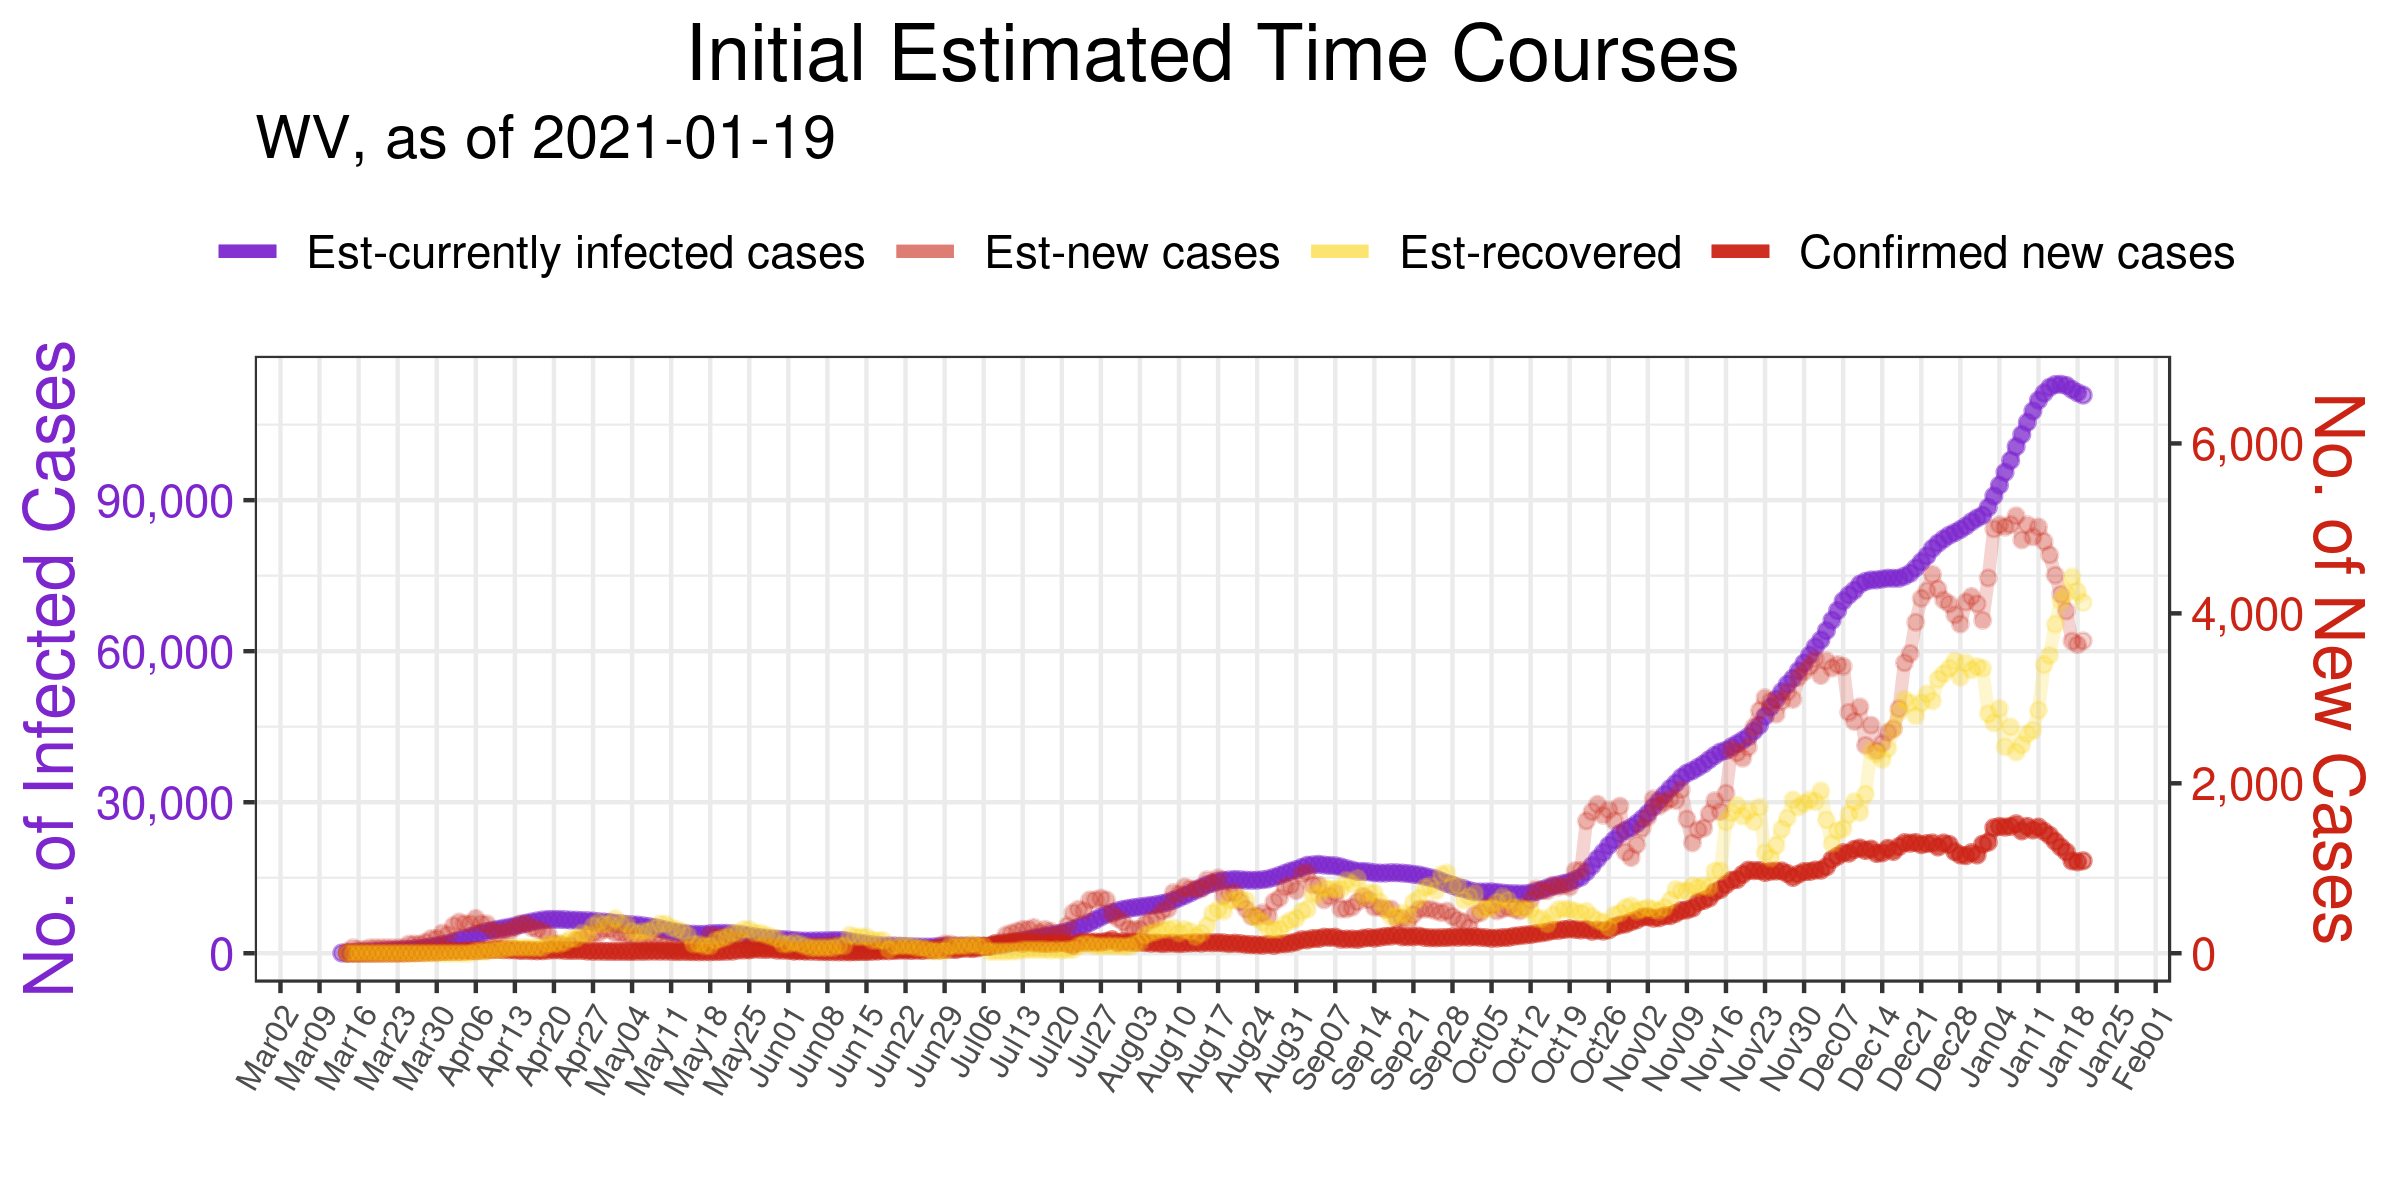 Initial Estimated Time Courses
WV, as of 2021-01-19
Est-currently infected cases Est-new cases Est-recovered Confirmed new cases
No. of Infected Cases
90,000
60,000
30,000
0
6,000
4,000
2,000
0
No. of New Cases
Mar02 Mar09 Mar16 Mar23 Mar30 Apr06 Apr13 Apr20 Apr27 May04 May11 May18 May25 Jun01 Jun08 Jun15 Jun22 Jun29 Jul06 Jul13 Jul20 Jul27 Aug03 Aug10 Aug17 Aug24 Aug31 Sep07 Sep14 Sep21 Sep28 Oct05 Oct12 Oct19 Oct26 Nov02 Nov09 Nov16 Nov23 Nov30 Dec07 Dec14 Dec21 Dec28 Jan04 Jan11 Jan18 Jan25 Feb01